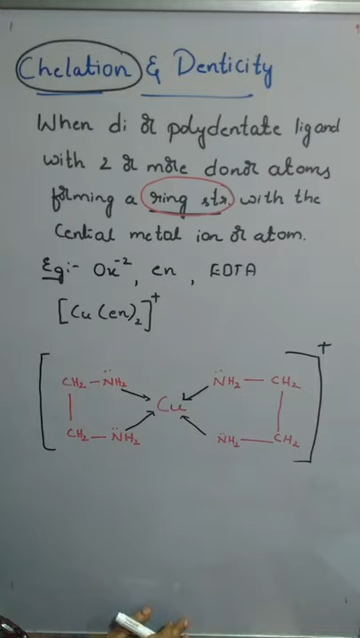 Chelation & Denticity
When di or polydentate ligand
with 2 or more donor atoms
forming a ring str. with the
Central metal ion or atom.
Eg:- Ox⁻², en, EDTA
[Cu(en)₂]⁺
[CH₂ — N̈H₂ → Cu ← N̈H₂ — CH₂]⁺
CH₂ — N̈H₂ N̈H₂ — CH₂